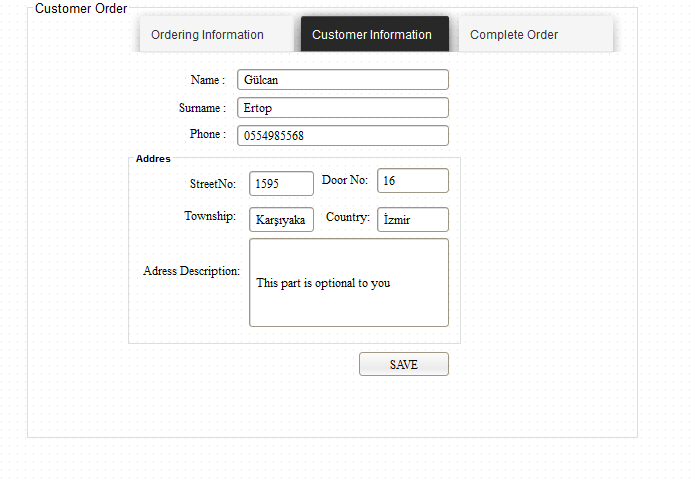 Customer Order
Ordering Information Customer Information Complete Order
Name : Gülcan
Surname : Ertop
Phone : 0554985568
Addres
StreetNo: 1595 Door No: 16
Township: Karşıyaka Country: İzmir
Adress Description: This part is optional to you
SAVE